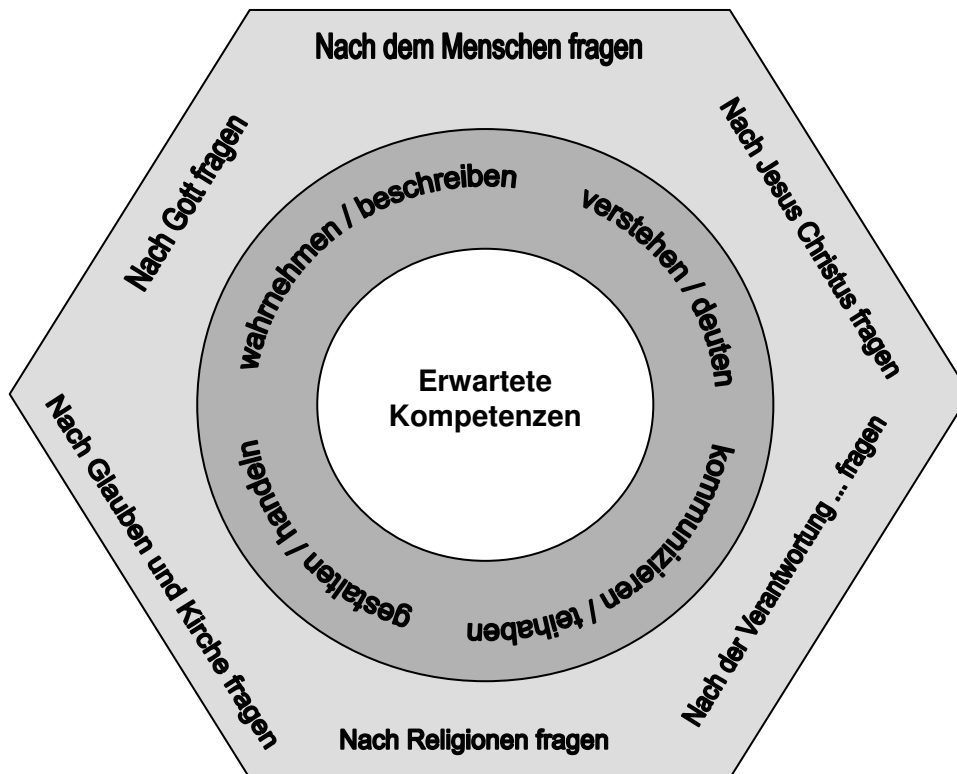 Nach dem Menschen fragen
Nach Gott fragen
Nach Jesus Christus fragen
wahrnehmen / beschreiben
verstehen / deuten
Erwartete
Kompetenzen
gestalten / handeln
kommunizieren / teilhaben
Nach Glauben und Kirche fragen
Nach der Verantwortung ... fragen
Nach Religionen fragen